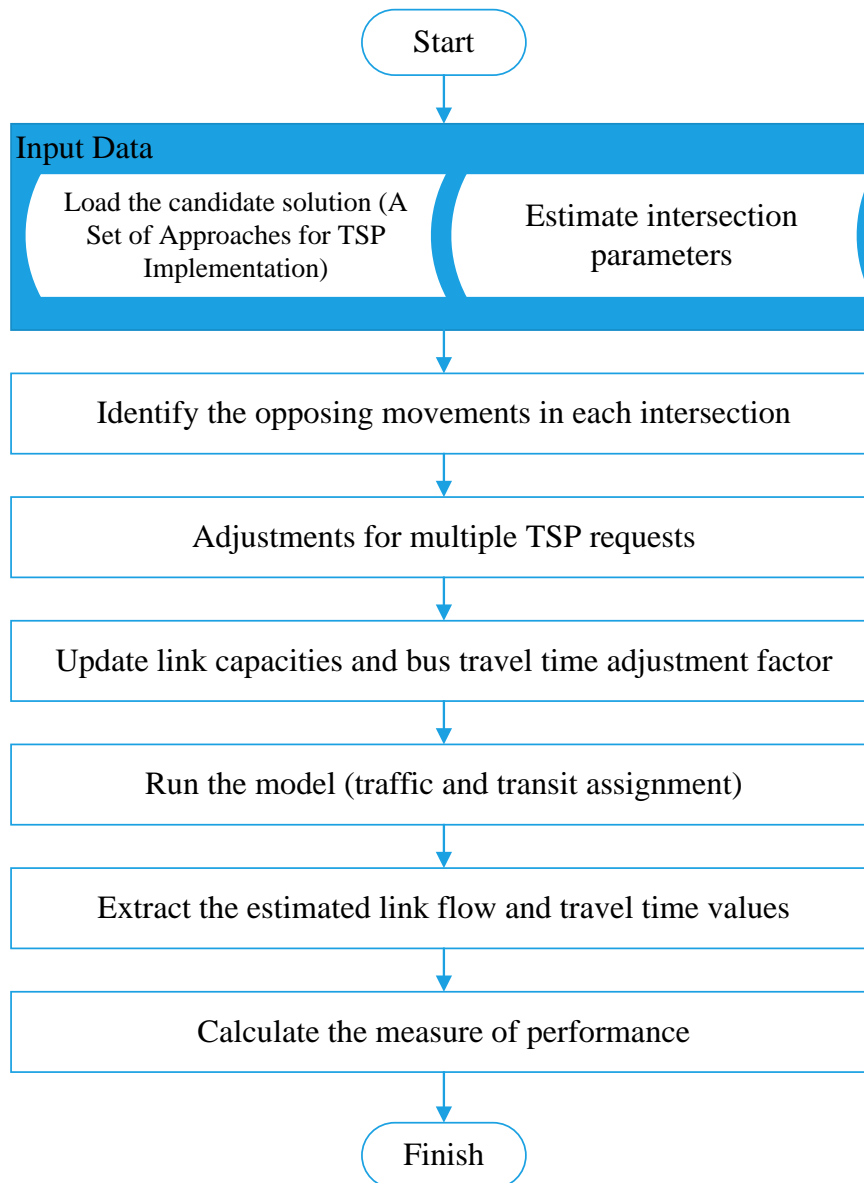 Start
Input Data
Load the candidate solution (A
Set of Approaches for TSP
Implementation)
Estimate intersection
parameters
Identify the opposing movements in each intersection
Adjustments for multiple TSP requests
Update link capacities and bus travel time adjustment factor
Run the model (traffic and transit assignment)
Extract the estimated link flow and travel time values
Calculate the measure of performance
Finish